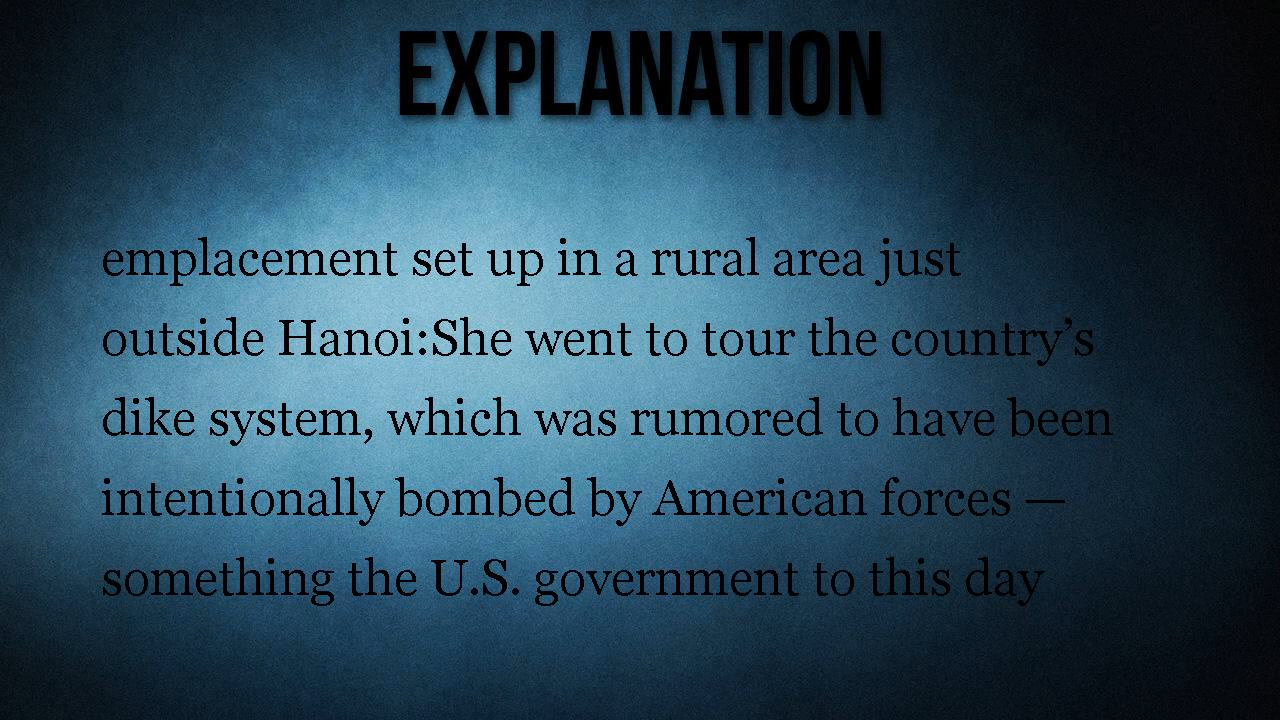 EXPLANATION
emplacement set up in a rural area just
outside Hanoi:She went to tour the country’s
dike system, which was rumored to have been
intentionally bombed by American forces —
something the U.S. government to this day